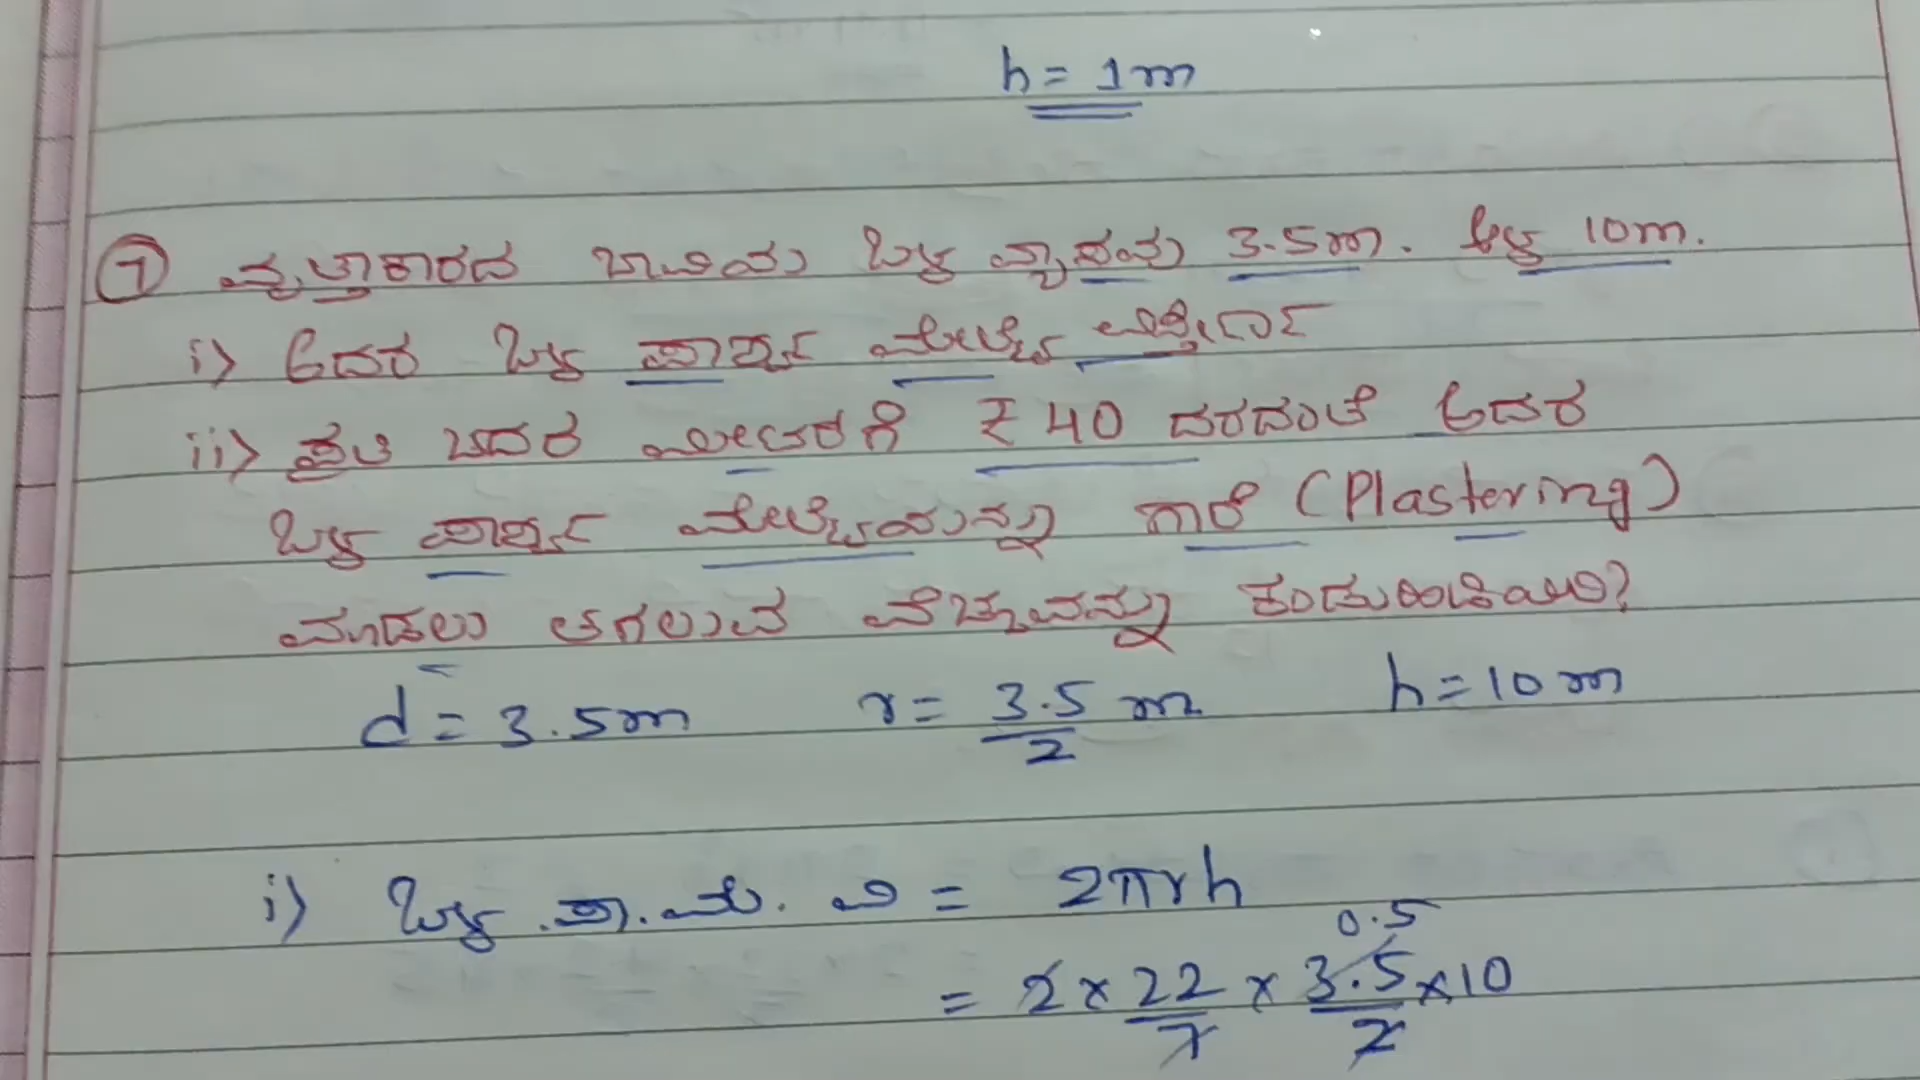 h = 1m
7 ವೃತ್ತಾಕಾರದ ಬಾವಿಯ ಒಳ ವ್ಯಾಸವು 3.5m. ಆಳ 10m.
i) ಅದರ ಒಳ ಪಾರ್ಶ್ವ ಮೇಲ್ಮೈ ವಿಸ್ತೀರ್ಣ
ii) ಪ್ರತಿ ಚದರ ಮೀಟರಗೆ ₹ 40 ದರದಂತೆ ಅದರ
ಒಳ ಪಾರ್ಶ್ವ ಮೇಲ್ಮೈಯನ್ನು ಗಾರೆ (Plastering)
ಮಾಡಲು ತಗಲುವ ವೆಚ್ಚವನ್ನು ಕಂಡುಹಿಡಿಯಿರಿ?
d = 3.5m r = 3.5/2 m h = 10 m
i) ಒಳ .ಪಾ. ಮೇ. ವಿ = 2πrh
0.5
= 2 × 22/7 × 3.5/2 × 10